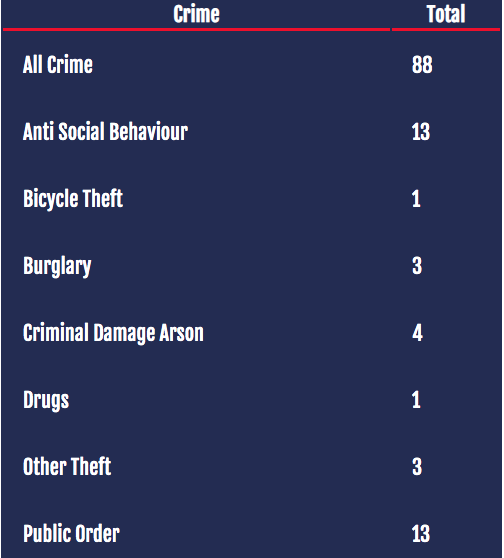 Crime Total
All Crime 88
Anti Social Behaviour 13
Bicycle Theft 1
Burglary 3
Criminal Damage Arson 4
Drugs 1
Other Theft 3
Public Order 13